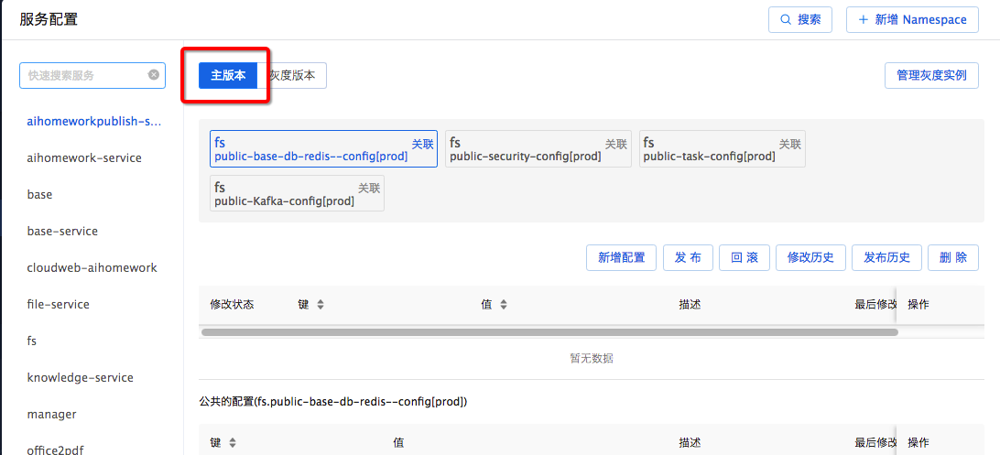 服务配置
搜索
新增 Namespace
快速搜索服务
主版本
灰度版本
管理灰度实例
aihomeworkpublish-s...
aihomework-service
base
base-service
cloudweb-aihomework
file-service
fs
knowledge-service
manager
office2pdf
fs 关联
public-base-db-redis--config[prod]
fs 关联
public-security-config[prod]
fs 关联
public-task-config[prod]
fs 关联
public-Kafka-config[prod]
新增配置 发 布 回 滚 修改历史 发布历史 删 除
修改状态 键 值 描述 最后修改 操作
暂无数据
公共的配置(fs.public-base-db-redis--config[prod])
键 值 描述 最后修改 操作